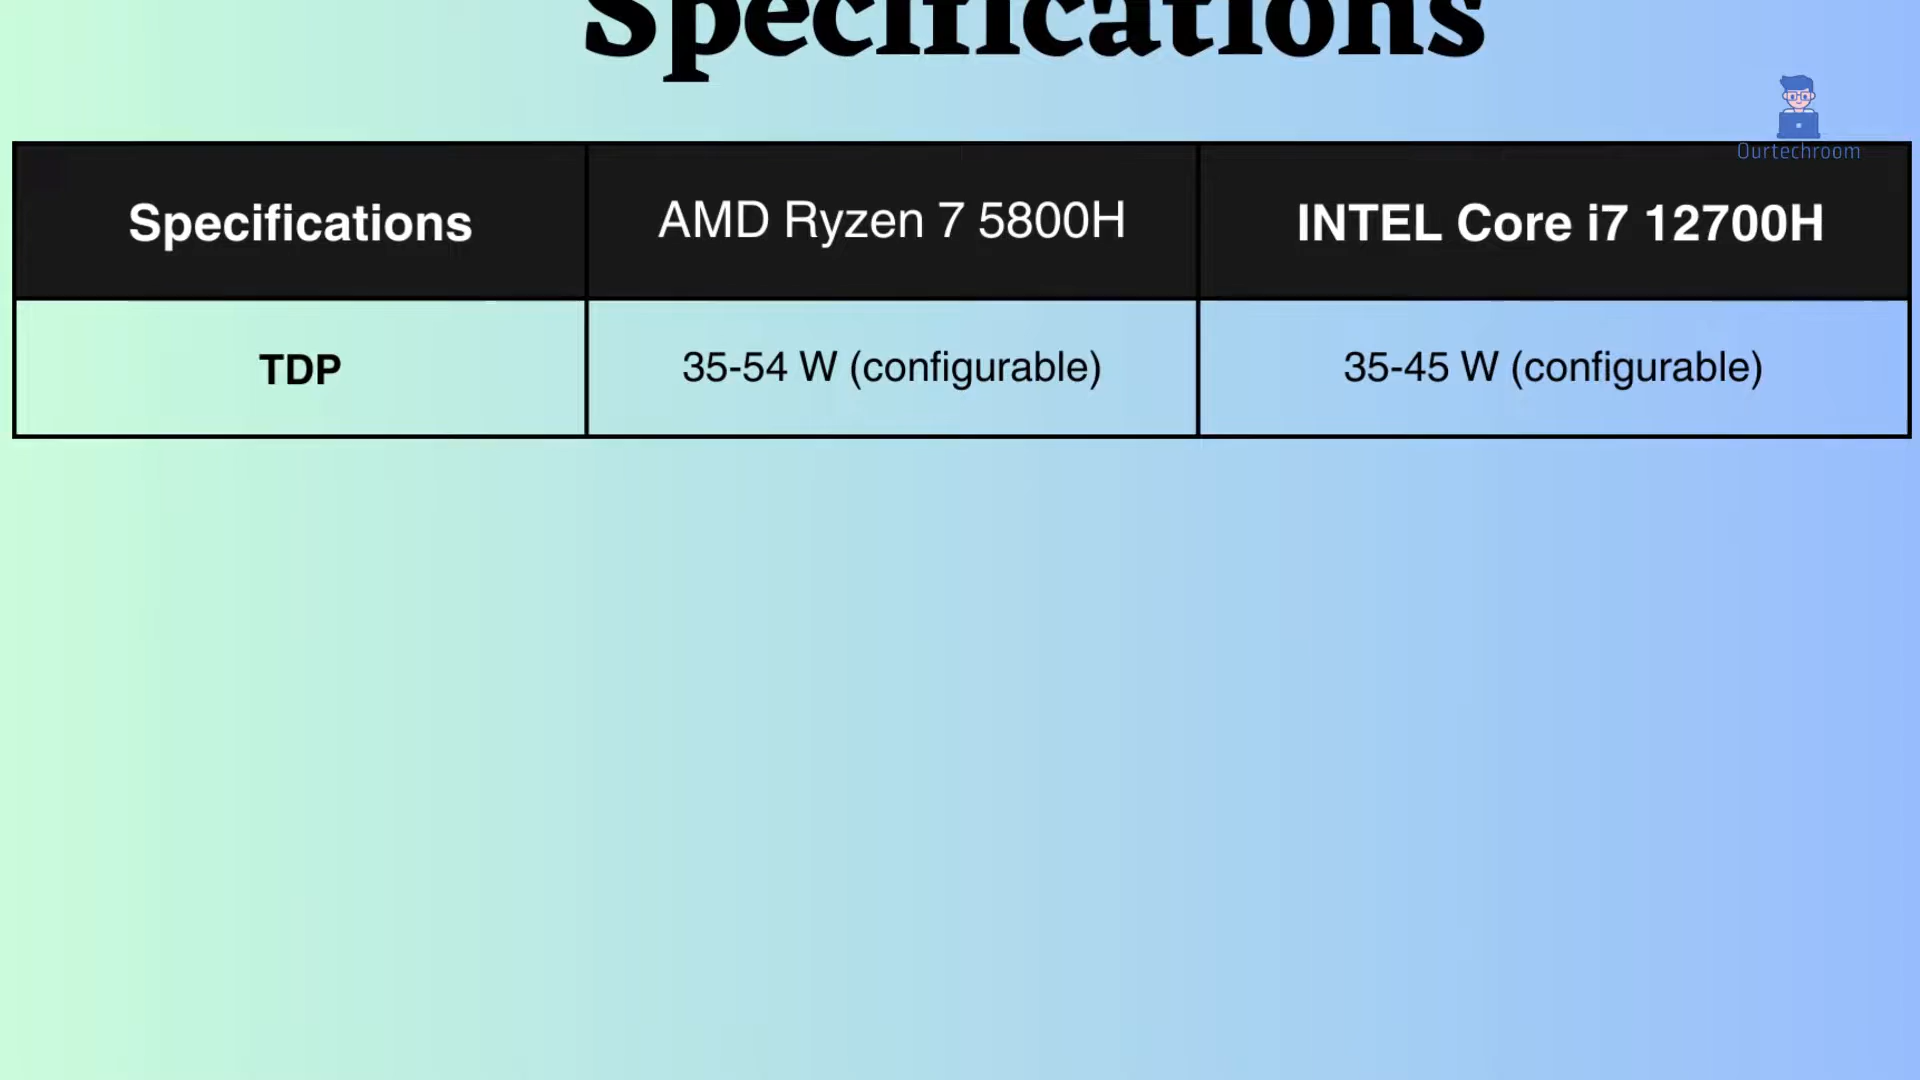 Specifications
Ourtechroom
Specifications AMD Ryzen 7 5800H INTEL Core i7 12700H
TDP 35-54 W (configurable) 35-45 W (configurable)